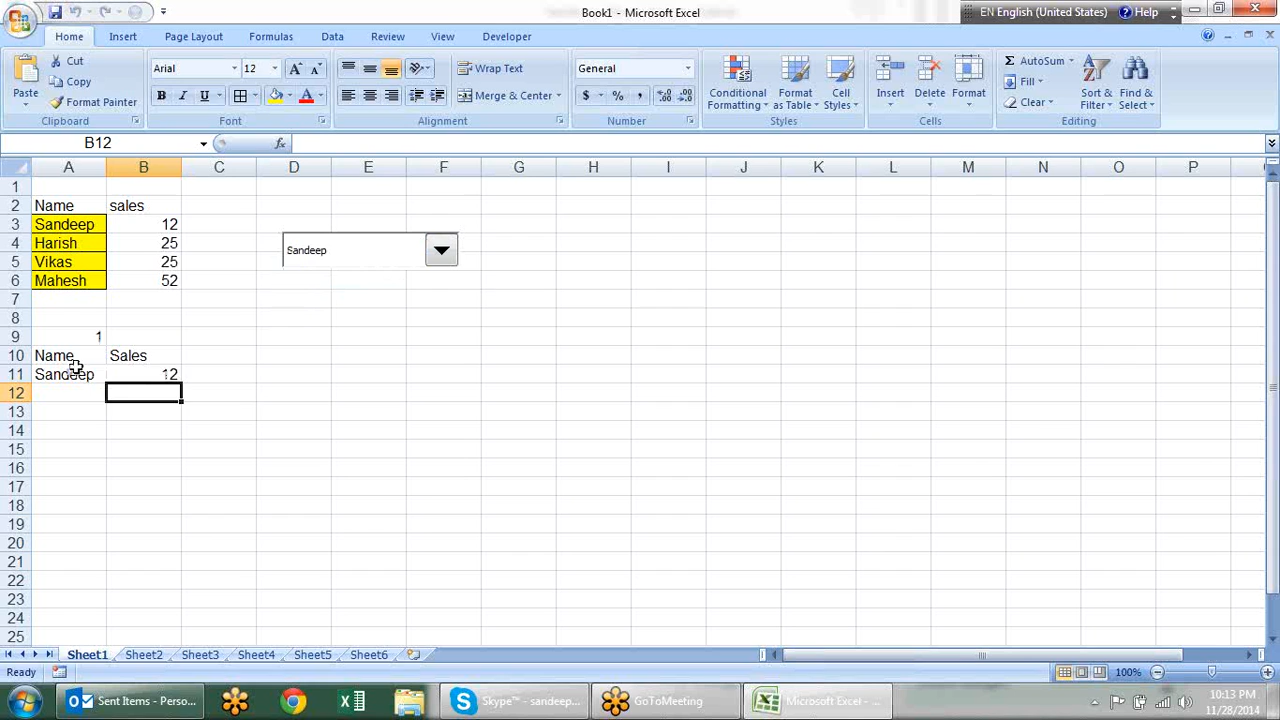 Book1 - Microsoft Excel
EN English (United States) Help
Home Insert Page Layout Formulas Data Review View Developer
Paste Cut Copy Format Painter
Arial 12
Wrap Text
Merge & Center
General
$ % ,
Conditional Formatting
Format as Table
Cell Styles
Insert Delete Format
Σ AutoSum
Fill
Clear
Sort & Filter
Find & Select
Clipboard Font Alignment Number Styles Cells Editing
B12 fx
A B C D E F G H I J K L M N O P
1
2 Name sales
3 Sandeep 12
4 Harish 25 Sandeep
5 Vikas 25
6 Mahesh 52
7
8
9 1
10 Name Sales
11 Sandeep 12
12
13
14
15
16
17
18
19
20
21
22
23
24
25
Sheet1 Sheet2 Sheet3 Sheet4 Sheet5 Sheet6
Ready 100%
Sent Items - Perso... Skype™ - sandeep... GoToMeeting Microsoft Excel - ... 10:13 PM
11/28/2014